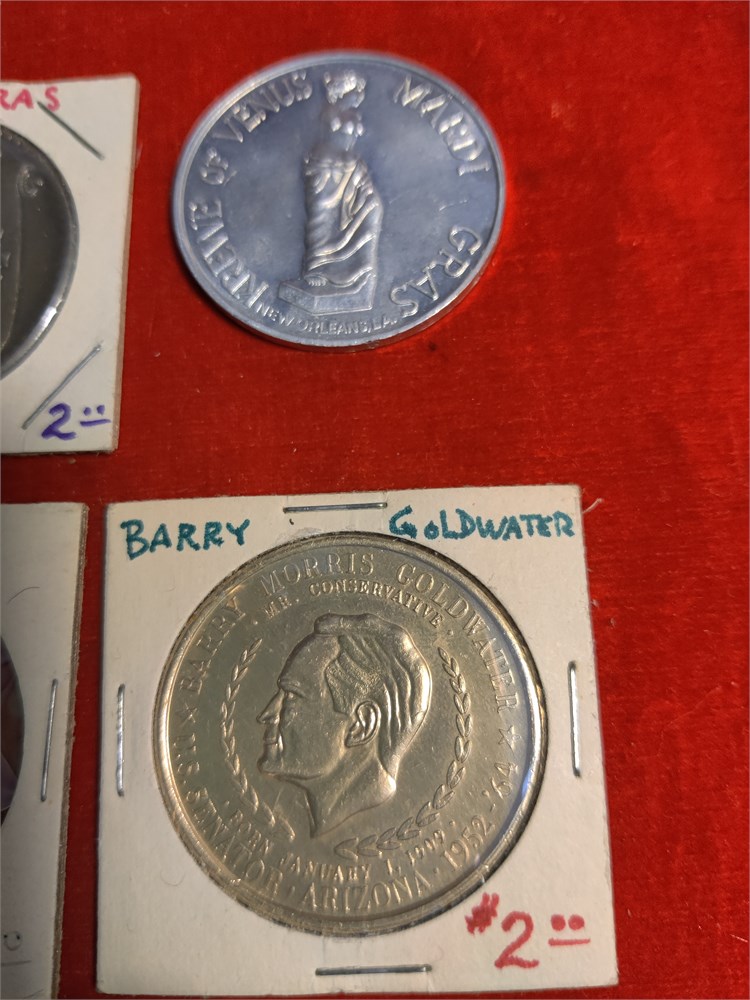 RAS
2.00
KREWE OF VENUS MARDI GRAS
NEW ORLEANS, LA.
BARRY GOLDWATER
BARRY MORRIS GOLDWATER
· MR. CONSERVATIVE ·
· BORN JANUARY 1, 1909 ·
U.S. SENATOR · ARIZONA · 1952 - '64
$2.00